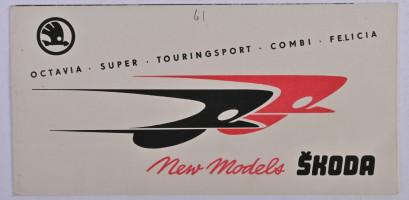 61
OCTAVIA · SUPER · TOURINGSPORT · COMBI · FELICIA
New Models ŠKODA